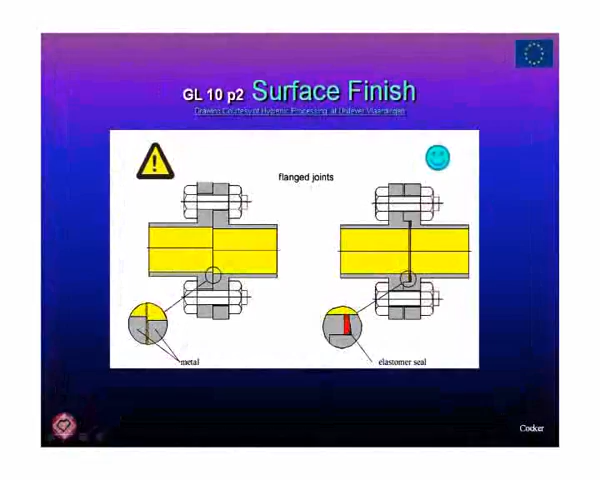 GL 10 p2 Surface Finish
Drawing Courtesy of Hygienic Processing, at Unilever Vlaardingen
flanged joints
metal
elastomer seal
Cocker